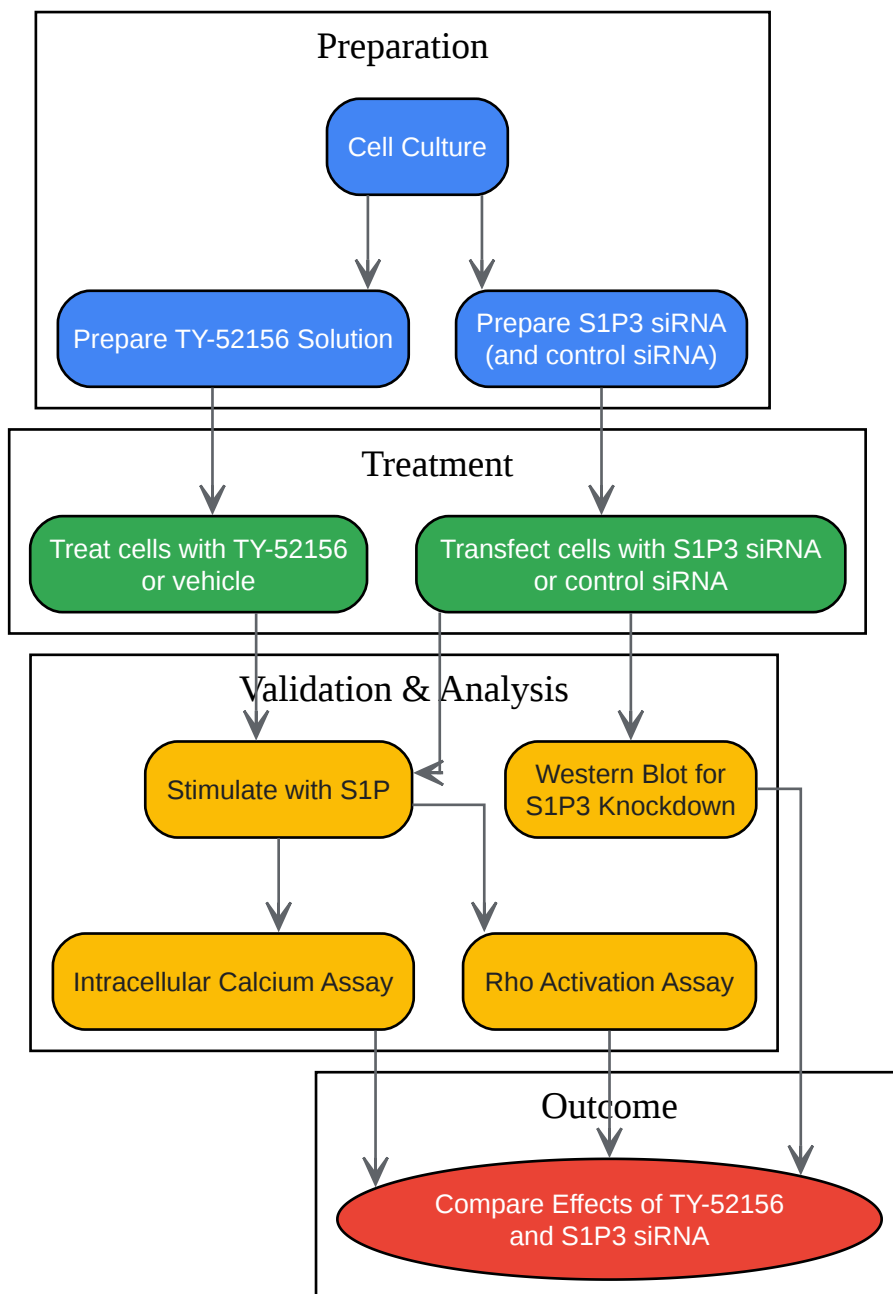 Preparation
Cell Culture
Prepare TY-52156 Solution
Prepare S1P3 siRNA
(and control siRNA)
Treatment
Treat cells with TY-52156
or vehicle
Transfect cells with S1P3 siRNA
or control siRNA
Validation & Analysis
Stimulate with S1P
Western Blot for
S1P3 Knockdown
Intracellular Calcium Assay
Rho Activation Assay
Outcome
Compare Effects of TY-52156
and S1P3 siRNA